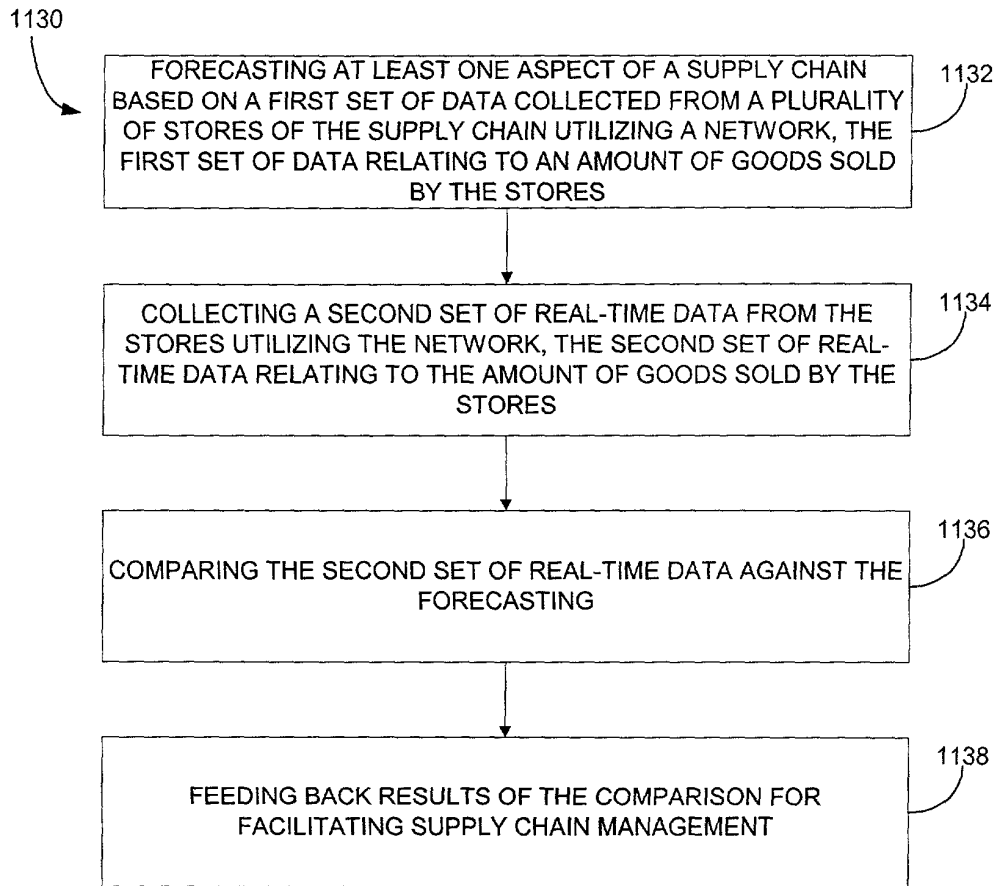 1130
FORECASTING AT LEAST ONE ASPECT OF A SUPPLY CHAIN
BASED ON A FIRST SET OF DATA COLLECTED FROM A PLURALITY
OF STORES OF THE SUPPLY CHAIN UTILIZING A NETWORK, THE
FIRST SET OF DATA RELATING TO AN AMOUNT OF GOODS SOLD
BY THE STORES
1132
COLLECTING A SECOND SET OF REAL-TIME DATA FROM THE
STORES UTILIZING THE NETWORK, THE SECOND SET OF REAL-
TIME DATA RELATING TO THE AMOUNT OF GOODS SOLD BY THE
STORES
1134
COMPARING THE SECOND SET OF REAL-TIME DATA AGAINST THE
FORECASTING
1136
FEEDING BACK RESULTS OF THE COMPARISON FOR
FACILITATING SUPPLY CHAIN MANAGEMENT
1138